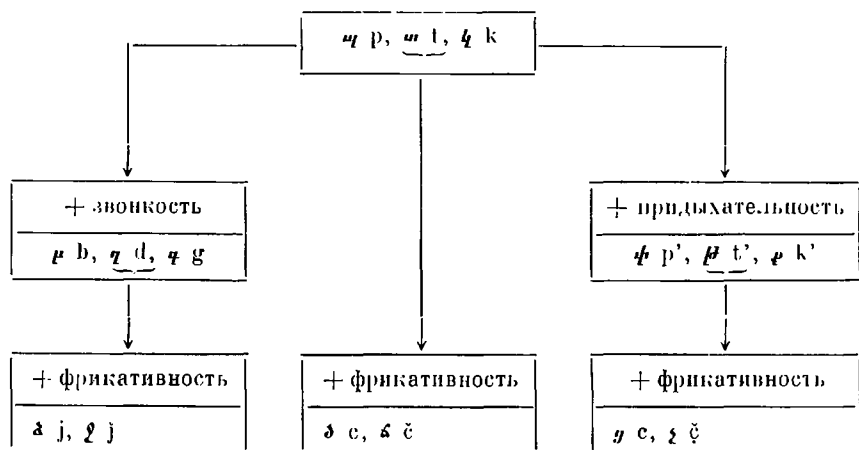 պ p, տ t, կ k
+ звонкость
+ придыхательность
բ b, դ d, գ g
փ p’, թ t’, ք k’
+ фрикативность
+ фрикативность
+ фрикативность
ձ j, ջ ǰ
ծ c, ճ č
ց c, չ č̣